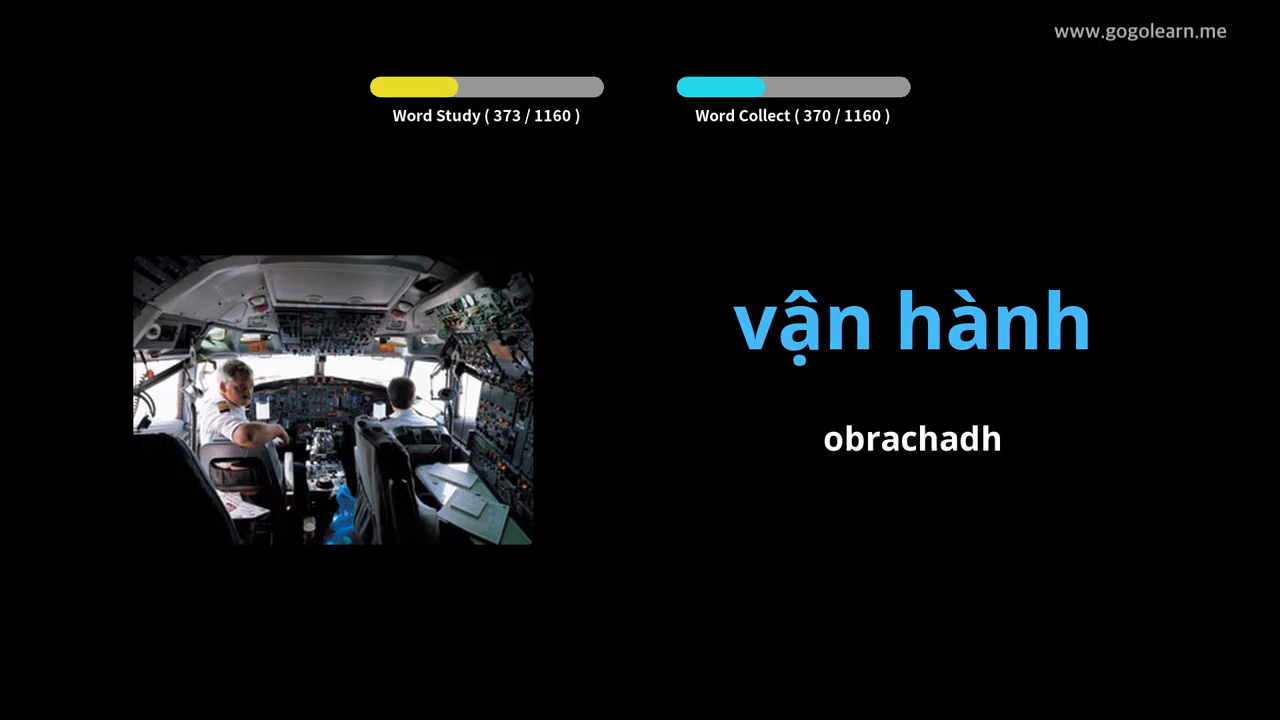 www.gogolearn.me
Word Study ( 373 / 1160 )
Word Collect ( 370 / 1160 )
vận hành
obrachadh